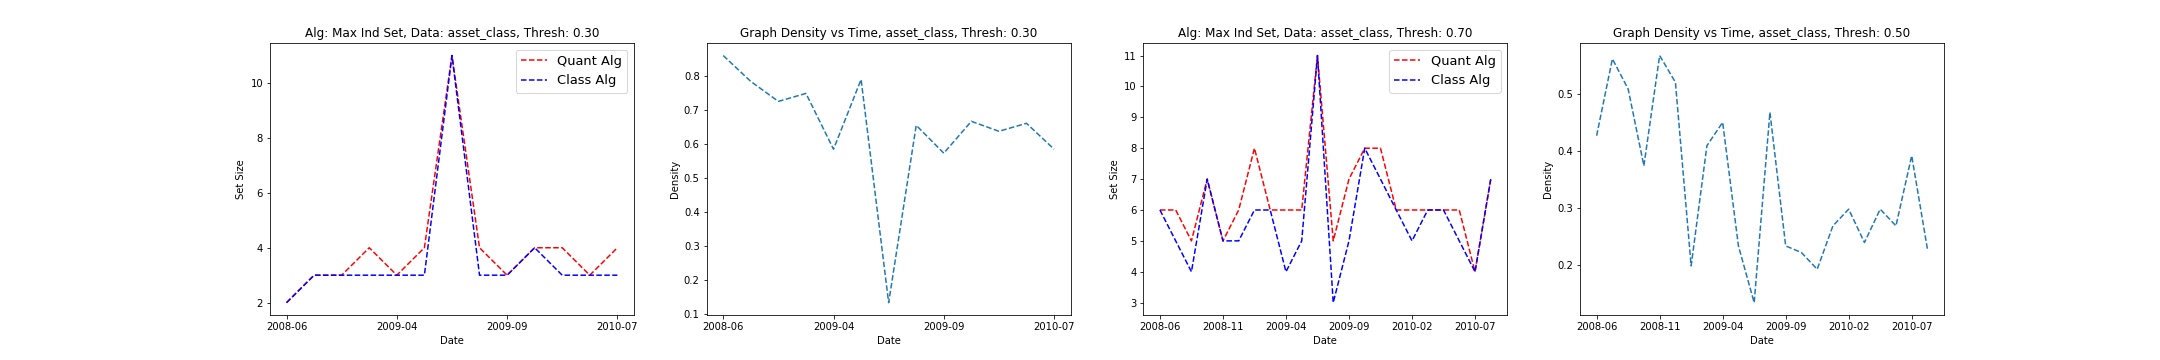 Alg: Max Ind Set, Data: asset_class, Thresh: 0.30
Quant Alg
Class Alg
10
8
6
4
2
Set Size
2008-06 2009-04 2009-09 2010-07
Date
Graph Density vs Time, asset_class, Thresh: 0.30
0.8
0.7
0.6
0.5
0.4
0.3
0.2
0.1
Density
2008-06 2009-04 2009-09 2010-07
Date
Alg: Max Ind Set, Data: asset_class, Thresh: 0.70
Quant Alg
Class Alg
11
10
9
8
7
6
5
4
3
Set Size
2008-06 2008-11 2009-04 2009-09 2010-02 2010-07
Date
Graph Density vs Time, asset_class, Thresh: 0.50
0.5
0.4
0.3
0.2
Density
2008-06 2008-11 2009-04 2009-09 2010-02 2010-07
Date